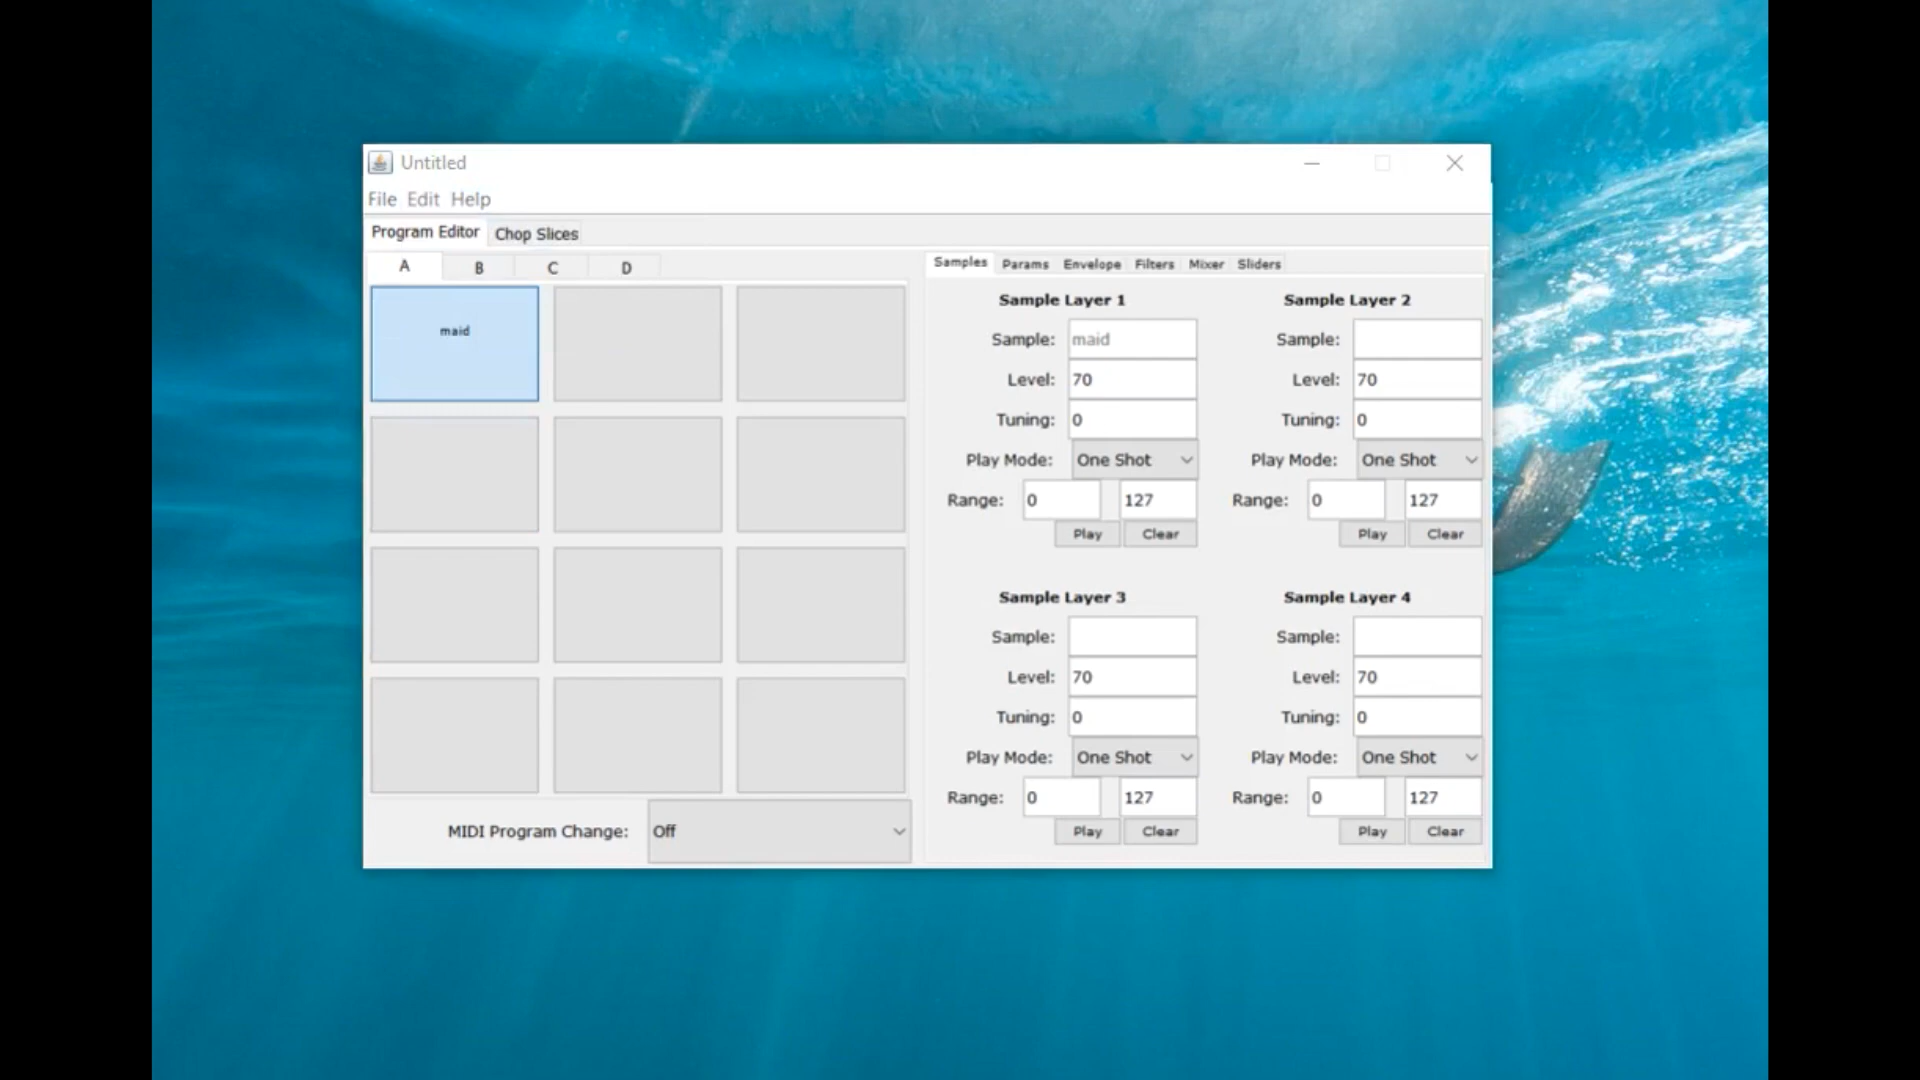 Untitled
File Edit Help
Program Editor Chop Slices
A B C D
maid
MIDI Program Change: Off
Samples Params Envelope Filters Mixer Sliders
Sample Layer 1
Sample: maid
Level: 70
Tuning: 0
Play Mode: One Shot
Range: 0 127
Play Clear
Sample Layer 2
Sample:
Level: 70
Tuning: 0
Play Mode: One Shot
Range: 0 127
Play Clear
Sample Layer 3
Sample:
Level: 70
Tuning: 0
Play Mode: One Shot
Range: 0 127
Play Clear
Sample Layer 4
Sample:
Level: 70
Tuning: 0
Play Mode: One Shot
Range: 0 127
Play Clear